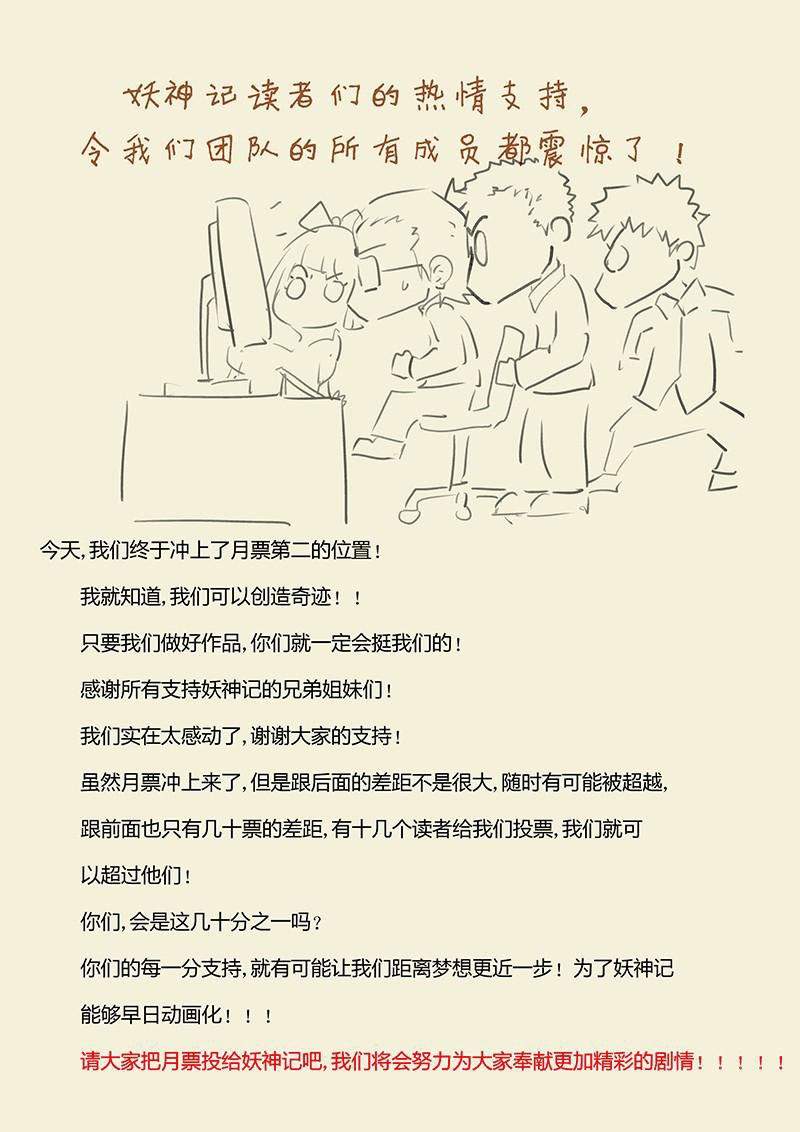 妖神记读者们的热情支持，
令我们团队的所有成员都震惊了！
今天，我们终于冲上了月票第二的位置！
我就知道，我们可以创造奇迹！！
只要我们做好作品，你们就一定会挺我们的！
感谢所有支持妖神记的兄弟姐妹们！
我们实在太感动了，谢谢大家的支持！
虽然月票冲上来了，但是跟后面的差距不是很大，随时有可能被超越，
跟前面也只有几十票的差距，有十几个读者给我们投票，我们就可
以超过他们！
你们，会是这几十分之一吗？
你们的每一分支持，就有可能让我们距离梦想更近一步！为了妖神记
能够早日动画化！！！
请大家把月票投给妖神记吧，我们将会努力为大家奉献更加精彩的剧情！！！！！